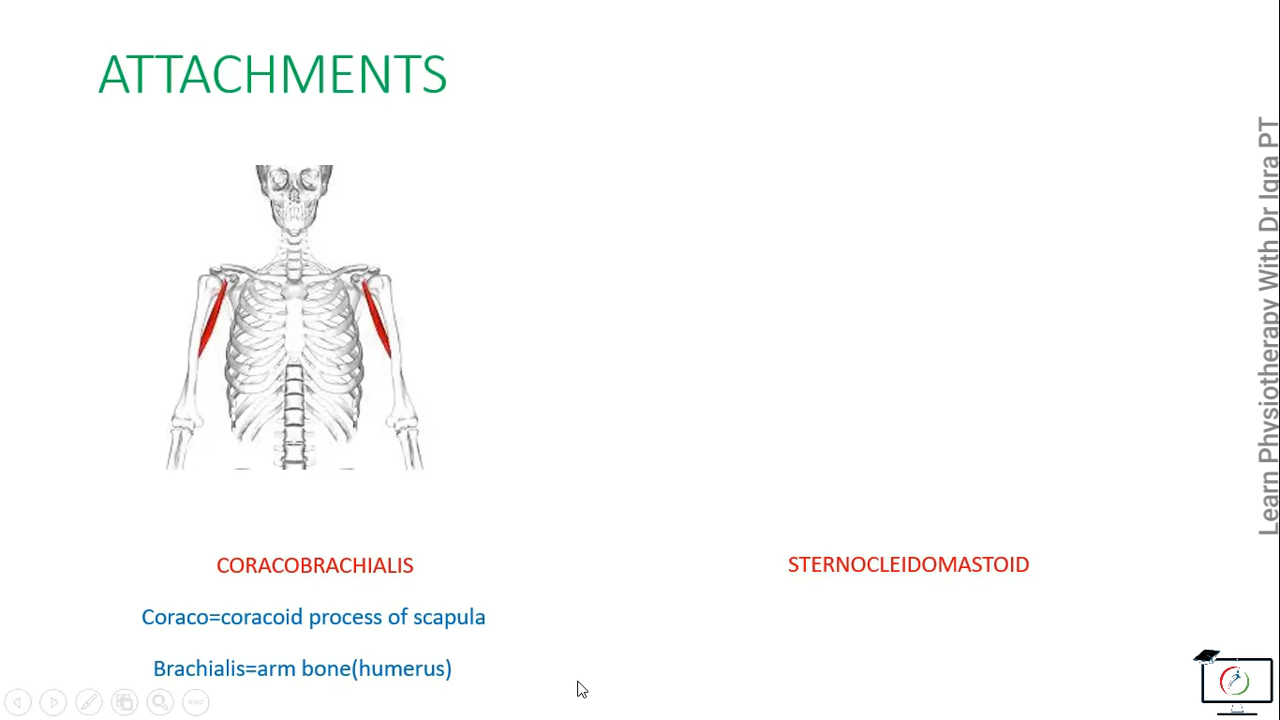 ATTACHMENTS
CORACOBRACHIALIS
Coraco=coracoid process of scapula
Brachialis=arm bone(humerus)
STERNOCLEIDOMASTOID
Learn Physiotherapy With Dr Iqra PT